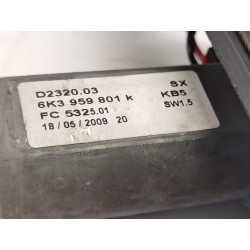 D2320.03 SX
6K3 959 801 k KB5
FC 5325.01 SW1.5
18/05/2009 20